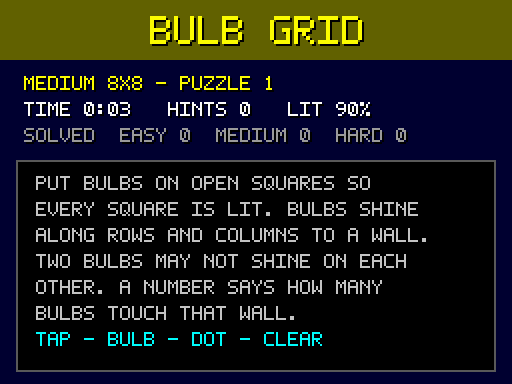 BULB GRID
MEDIUM 8X8 - PUZZLE 1
TIME 0:03 HINTS 0 LIT 90%
SOLVED EASY 0 MEDIUM 0 HARD 0
PUT BULBS ON OPEN SQUARES SO
EVERY SQUARE IS LIT. BULBS SHINE
ALONG ROWS AND COLUMNS TO A WALL.
TWO BULBS MAY NOT SHINE ON EACH
OTHER. A NUMBER SAYS HOW MANY
BULBS TOUCH THAT WALL.
TAP - BULB - DOT - CLEAR